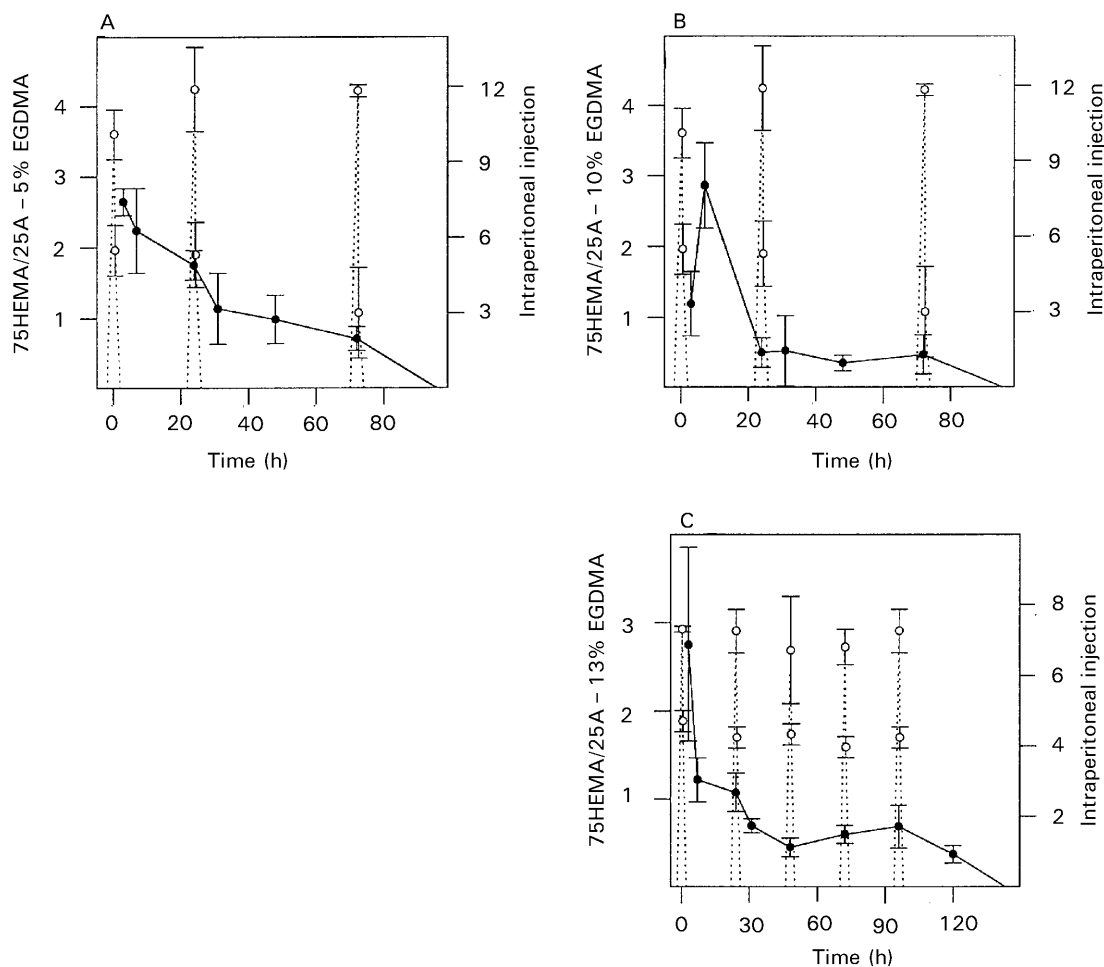 A
75HEMA/25A – 5% EGDMA
4
3
2
1
12
9
6
3
Intraperitoneal injection
0 20 40 60 80
Time (h)
B
75HEMA/25A – 10% EGDMA
4
3
2
1
12
9
6
3
Intraperitoneal injection
0 20 40 60 80
Time (h)
C
75HEMA/25A – 13% EGDMA
3
2
1
8
6
4
2
Intraperitoneal injection
0 30 60 90 120
Time (h)